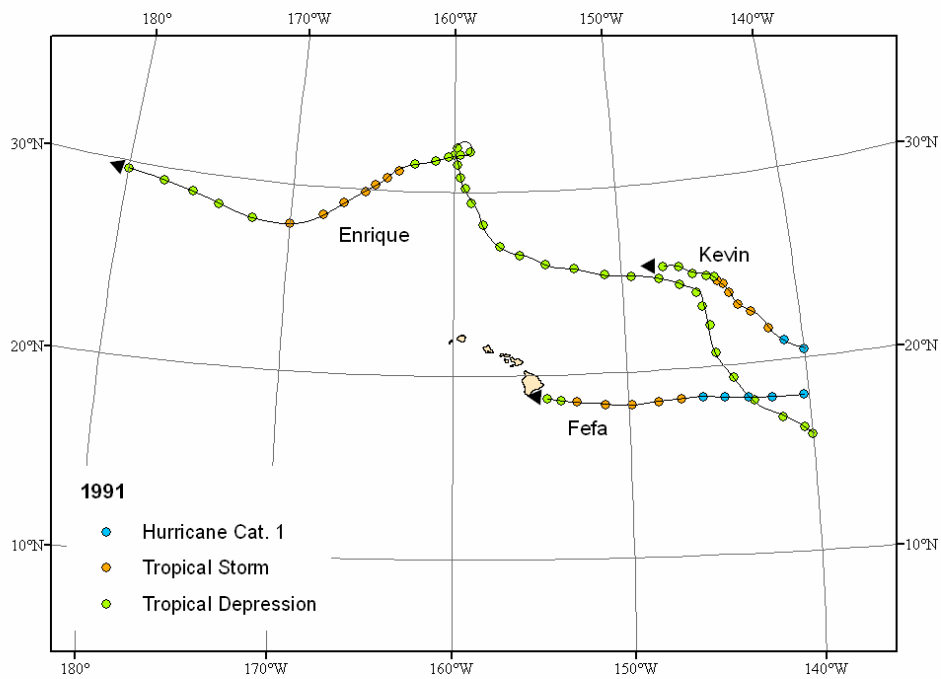 180° 170°W 160°W 150°W 140°W
30°N 30°N
Enrique Kevin
20°N 20°N
Fefa
1991
Hurricane Cat. 1
10°N 10°N
Tropical Storm
Tropical Depression
180° 170°W 160°W 150°W 140°W